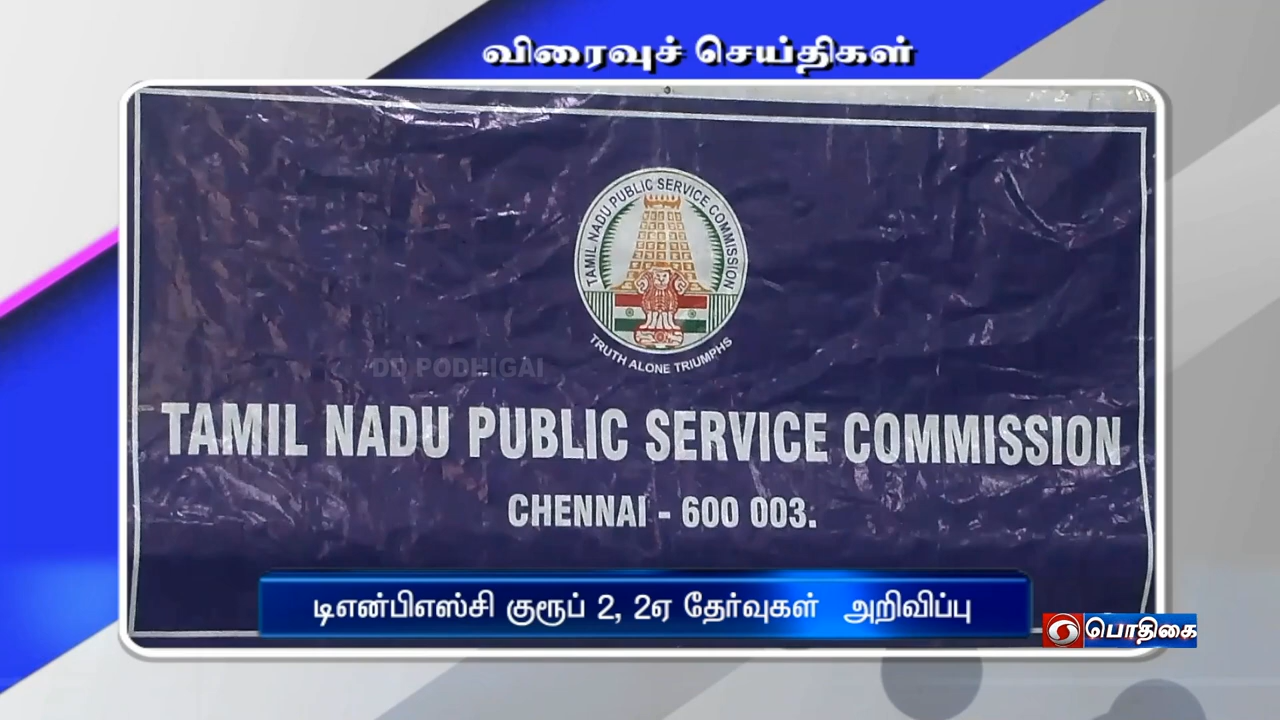 விரைவுச் செய்திகள்
TAMIL NADU PUBLIC SERVICE COMMISSION
TRUTH ALONE TRIUMPHS
DD PODHIGAI
TAMIL NADU PUBLIC SERVICE COMMISSION
CHENNAI - 600 003.
டிஎன்பிஎஸ்சி குரூப் 2, 2ஏ தேர்வுகள் அறிவிப்பு
பொதிகை